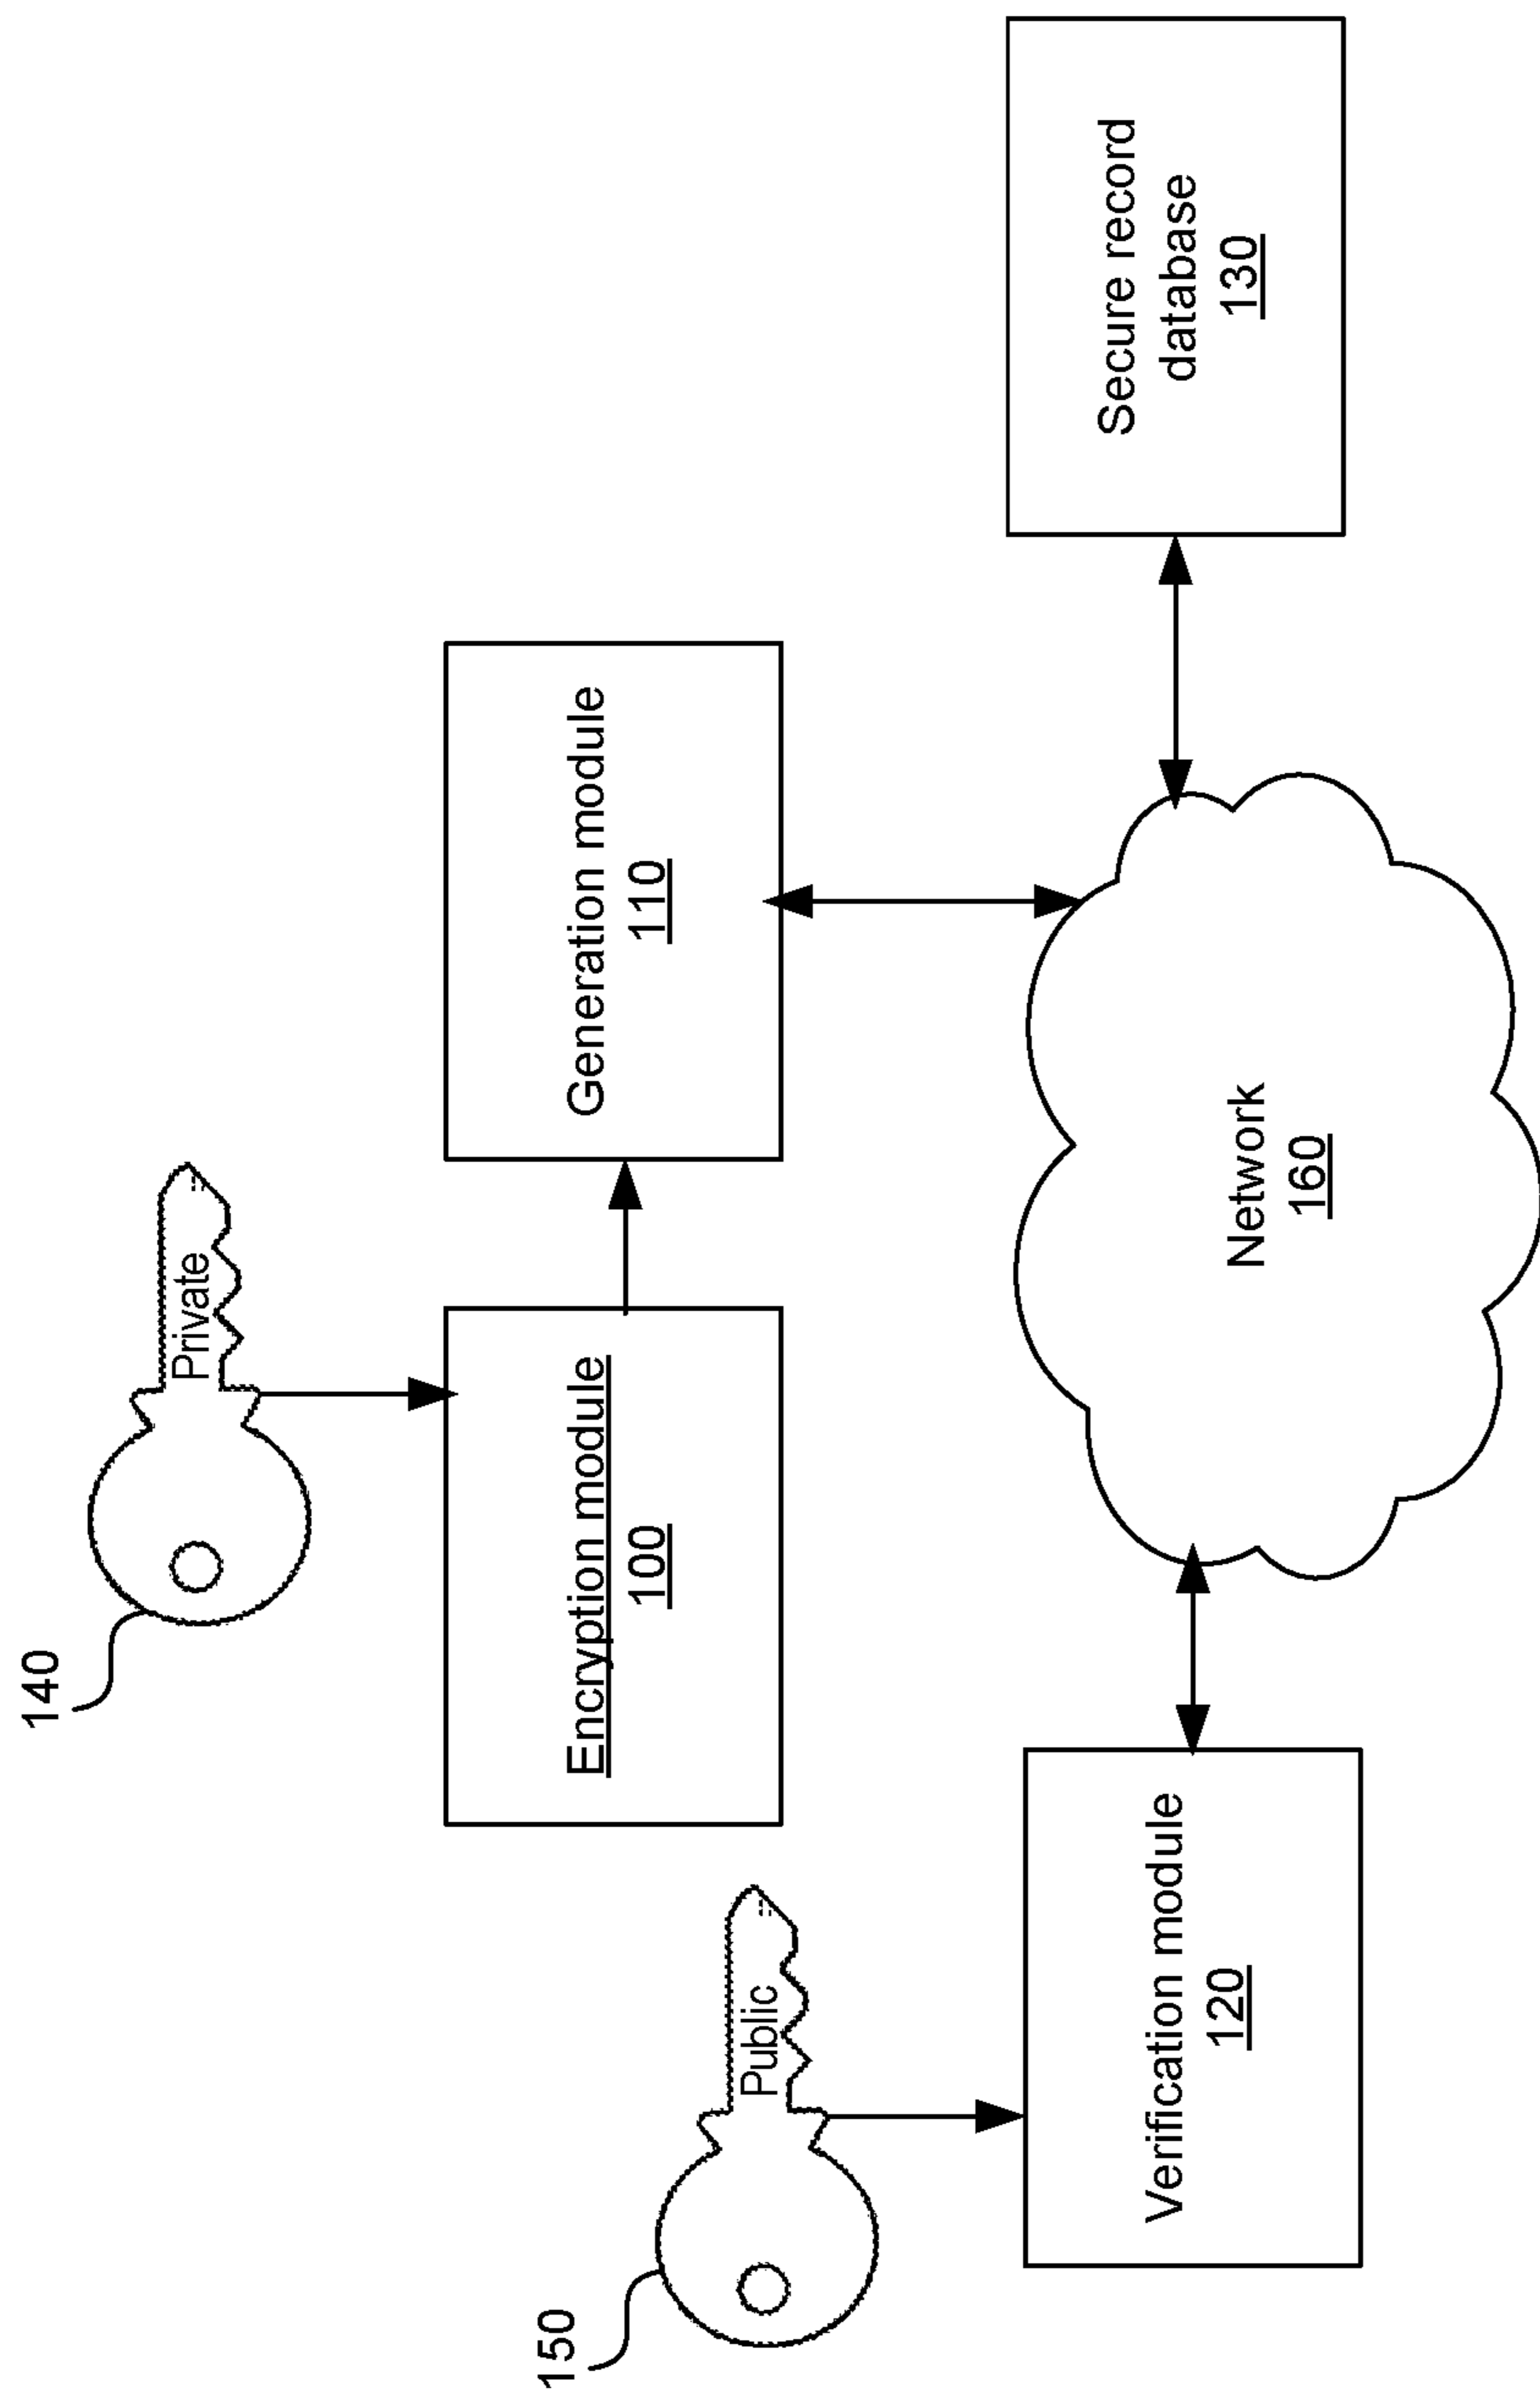 140
Private
Encryption module
100
Generation module
110
150
Public
Verification module
120
Network
160
Secure record
database
130